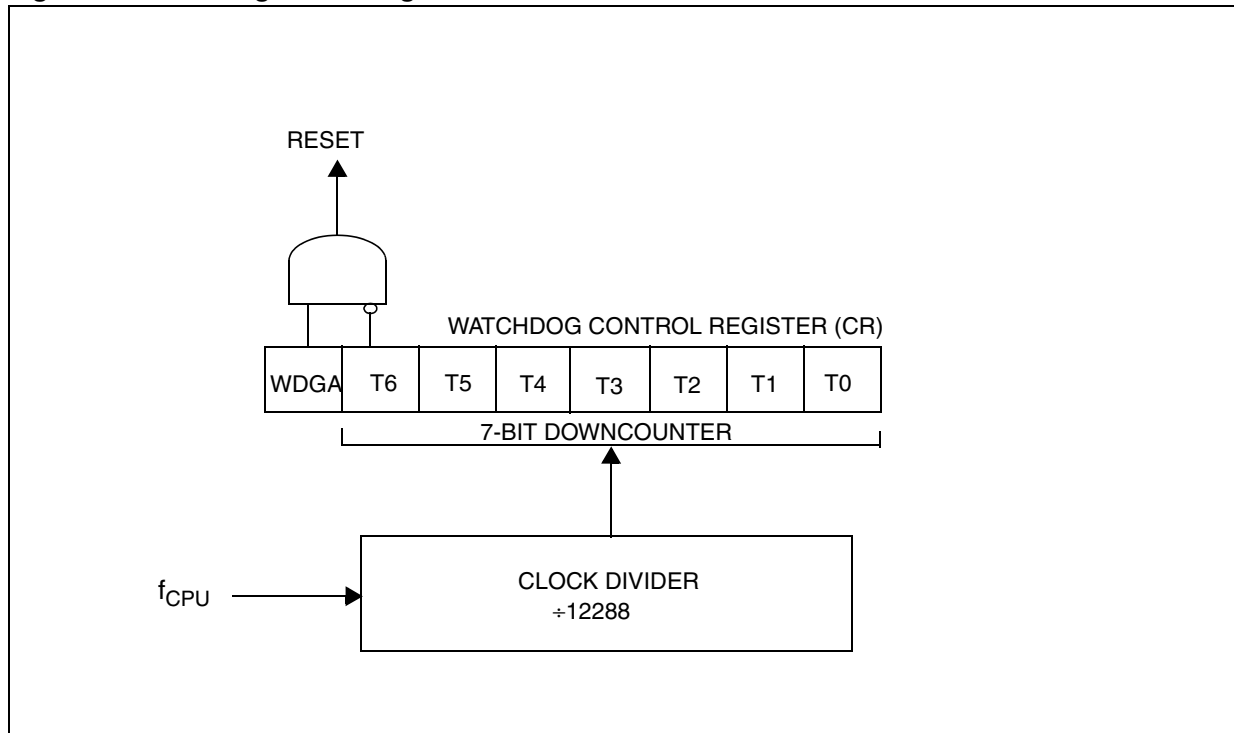 RESET
WATCHDOG CONTROL REGISTER (CR)
WDGA T6 T5 T4 T3 T2 T1 T0
7-BIT DOWNCOUNTER
fCPU
CLOCK DIVIDER
÷12288